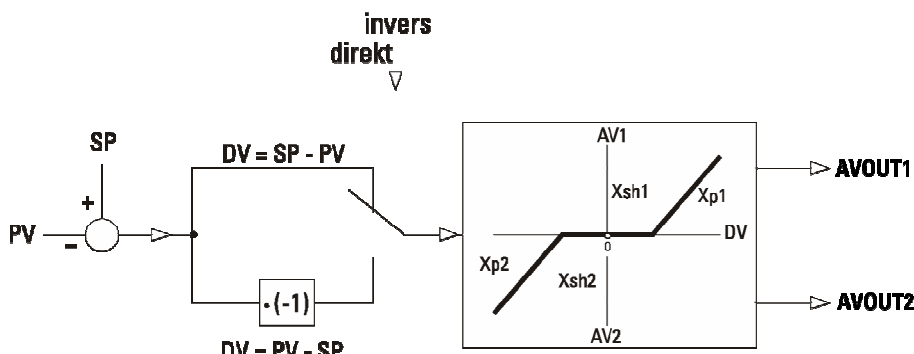 invers
direkt
SP
DV = SP - PV
+
PV
−
·(-1)
DV = PV - SP
AV1
Xsh1
Xp1
DV
0
Xp2
Xsh2
AV2
AVOUT1
AVOUT2